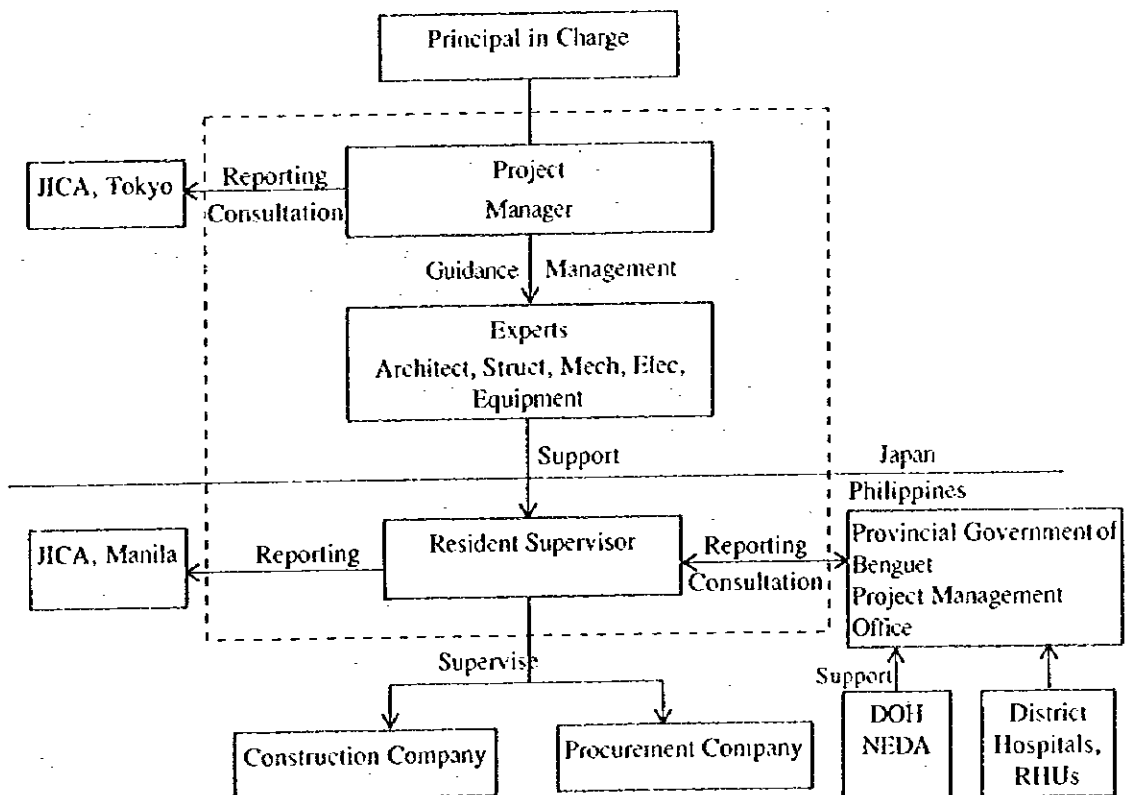 Principal in Charge
JICA, Tokyo
Reporting
Consultation
Project
Manager
Guidance
Management
Experts
Architect, Struct, Mech, Elec,
Equipment
Support
Japan
Philippines
JICA, Manila
Reporting
Resident Supervisor
Reporting
Consultation
Provincial Government of
Benguet
Project Management
Office
Supervise
Support
Construction Company
Procurement Company
DOH
NEDA
District
Hospitals,
RHUs